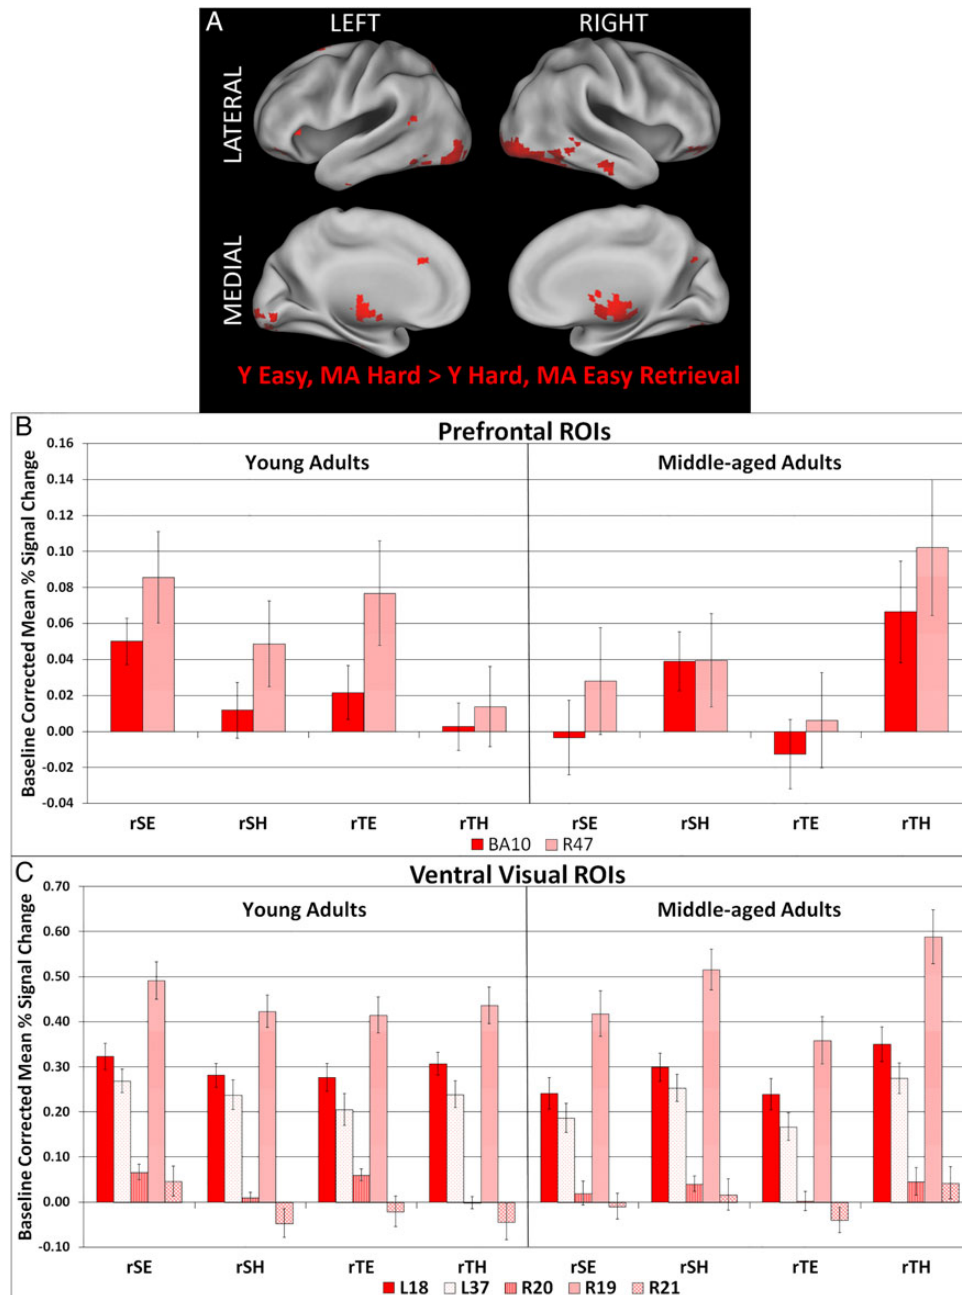 A
LEFT
RIGHT
LATERAL
MEDIAL
Y Easy, MA Hard > Y Hard, MA Easy Retrieval
B
Prefrontal ROIs
Young Adults
Middle-aged Adults
Baseline Corrected Mean % Signal Change
0.16
0.14
0.12
0.10
0.08
0.06
0.04
0.02
0.00
-0.02
-0.04
rSE rSH rTE rTH rSE rSH rTE rTH
BA10 R47
C
Ventral Visual ROIs
Young Adults
Middle-aged Adults
Baseline Corrected Mean % Signal Change
0.70
0.60
0.50
0.40
0.30
0.20
0.10
0.00
-0.10
rSE rSH rTE rTH rSE rSH rTE rTH
L18 L37 R20 R19 R21